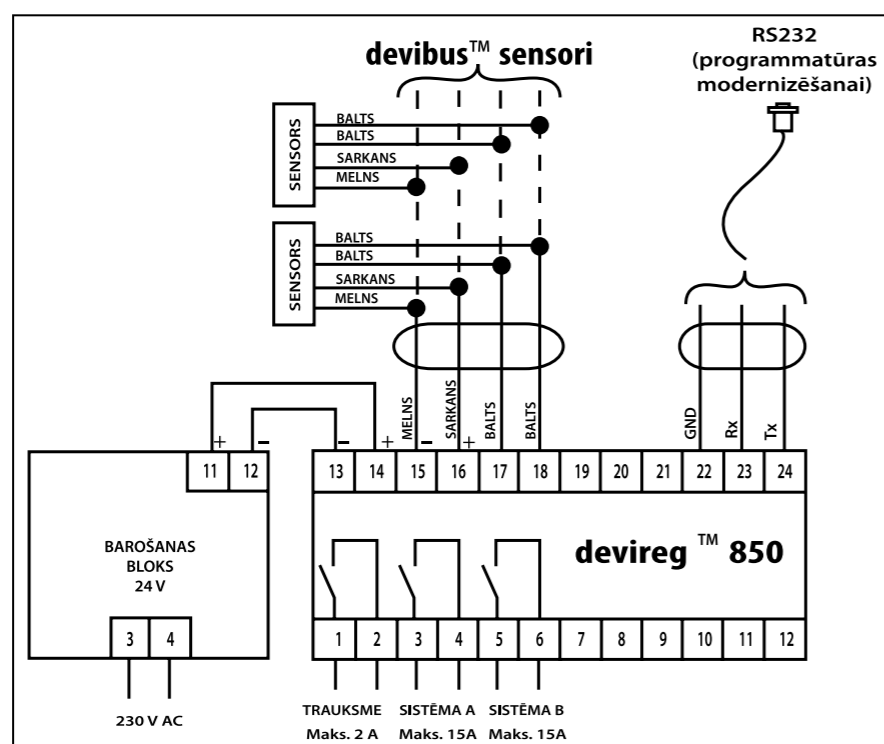 devibus™ sensori
RS232
(programmatūras
modernizēšanai)
SENSORS
BALTS
BALTS
SARKANS
MELNS
SENSORS
BALTS
BALTS
SARKANS
MELNS
MELNS
SARKANS
BALTS
BALTS
GND
Rx
Tx
+ − − + − +
11 12
13 14 15 16 17 18 19 20 21 22 23 24
BAROŠANAS
BLOKS
24 V
devireg ™ 850
3 4
1 2 3 4 5 6 7 8 9 10 11 12
230 V AC
TRAUKSME
Maks. 2 A
SISTĒMA A
Maks. 15A
SISTĒMA B
Maks. 15A